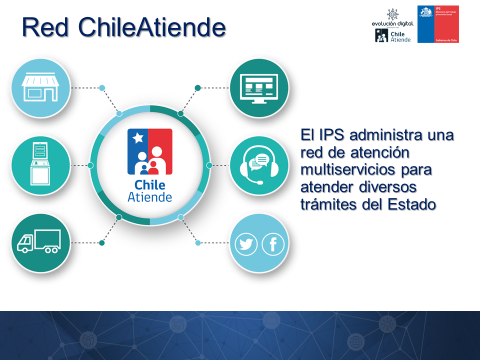 Red ChileAtiende
evolución digital
Chile
Atiende
IPS
Chile
Atiende
El IPS administra una
red de atención
multiservicios para
atender diversos
trámites del Estado